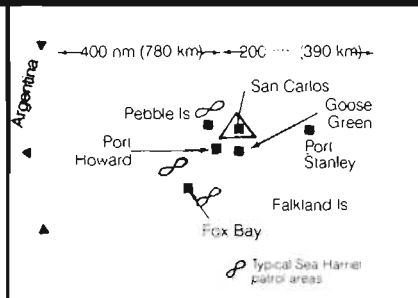 400 nm (780 km)
200 (390 km)
Argentina
San Carlos
Pebble Is
Goose
Green
Port
Howard
Port
Stanley
Falkland Is
Fox Bay
Typical Sea Harrier
patrol areas